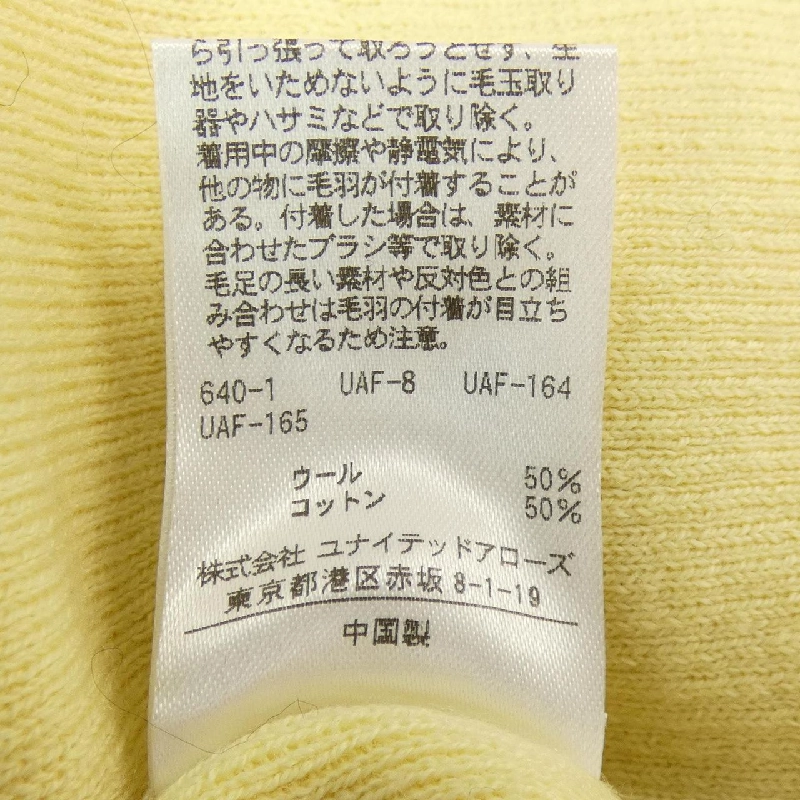 ら引っ張って取ろうとせず、生
地をいためないように毛玉取り
器やハサミなどで取り除く。
着用中の摩擦や静電気により、
他の物に毛羽が付着することが
ある。付着した場合は、素材に
合わせたブラシ等で取り除く。
毛足の長い素材や反対色との組
み合わせは毛羽の付着が目立ち
やすくなるため注意。
640-1 UAF-8 UAF-164
UAF-165
ウール 50%
コットン 50%
株式会社 ユナイテッドアローズ
東京都港区赤坂 8-1-19
中国製